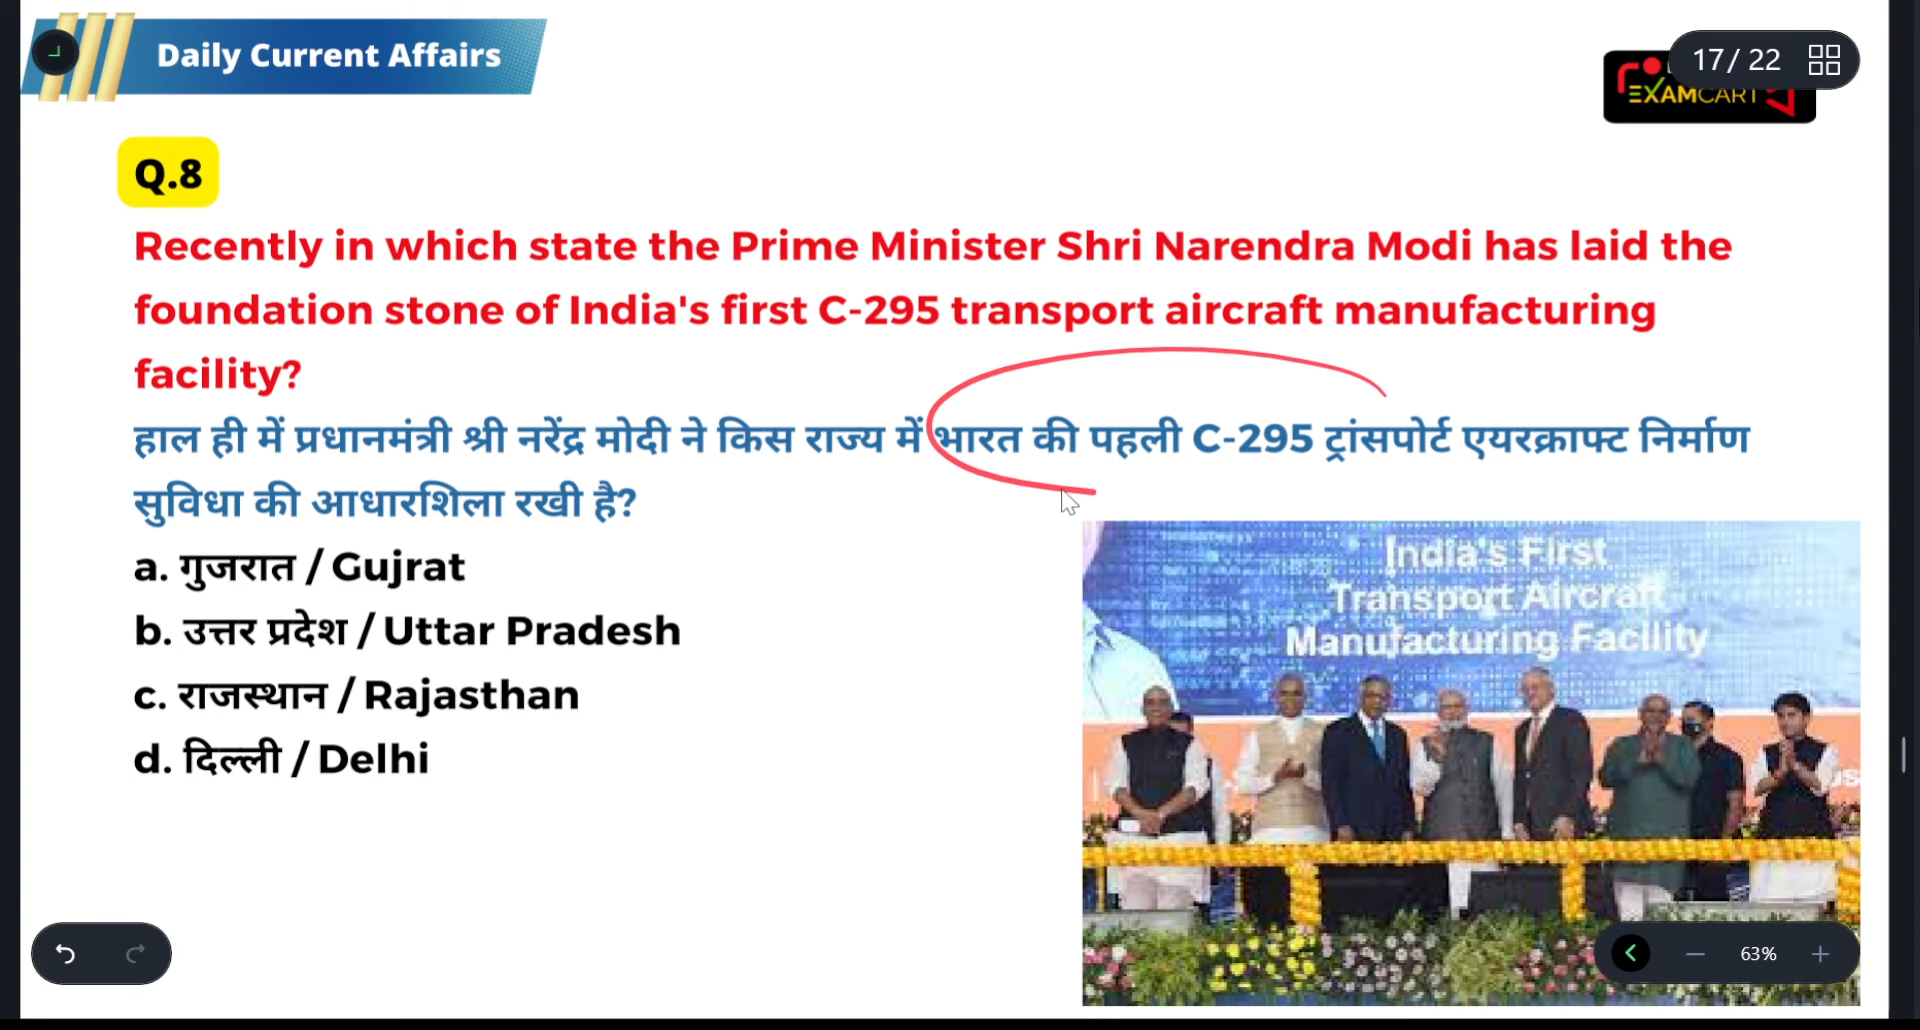 Daily Current Affairs
17/ 22
EXAMCART
Q.8
Recently in which state the Prime Minister Shri Narendra Modi has laid the
foundation stone of India's first C-295 transport aircraft manufacturing
facility?
हाल ही में प्रधानमंत्री श्री नरेंद्र मोदी ने किस राज्य में भारत की पहली C-295 ट्रांसपोर्ट एयरक्राफ्ट निर्माण
सुविधा की आधारशिला रखी है?
a. गुजरात / Gujrat
b. उत्तर प्रदेश / Uttar Pradesh
c. राजस्थान / Rajasthan
d. दिल्ली / Delhi
India's First
Transport Aircraft
Manufacturing Facility
63%